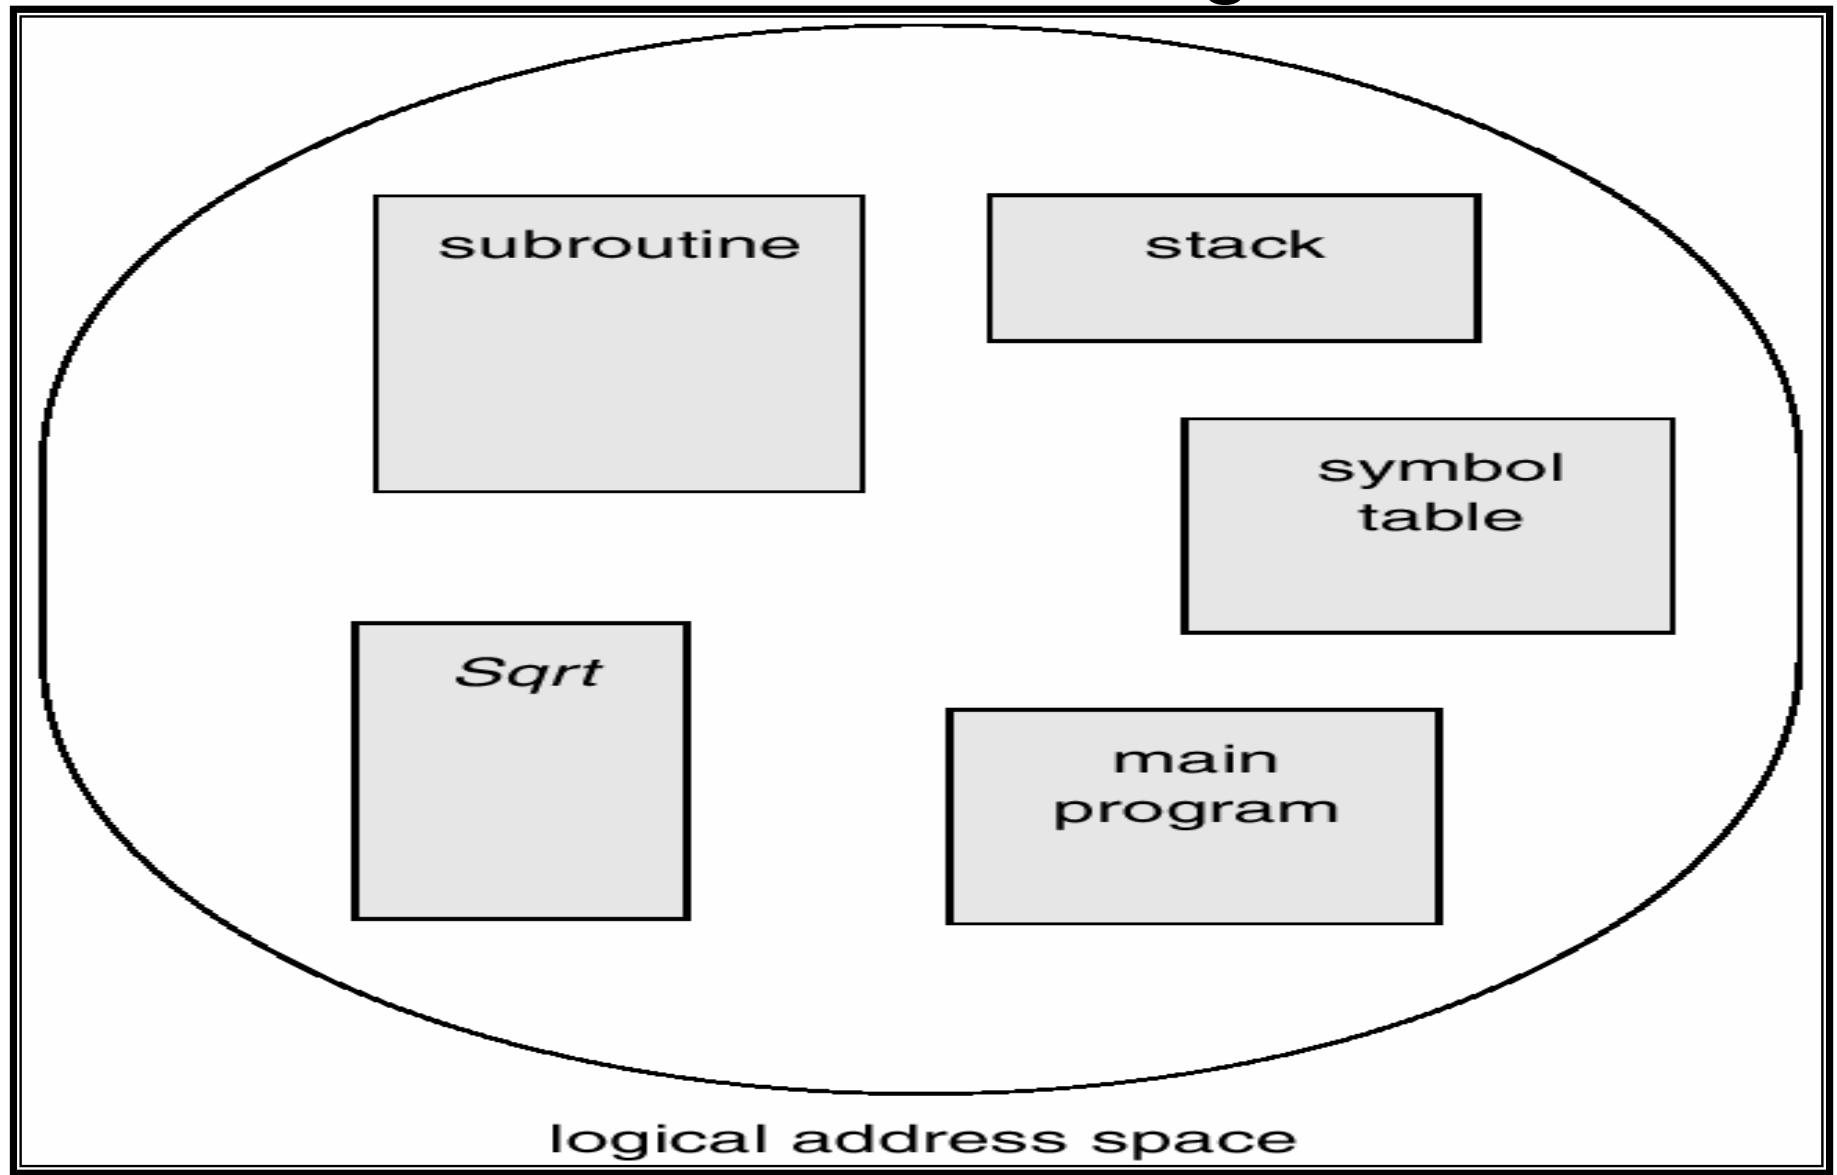 subroutine
stack
symbol
table
Sqrt
main
program
logical address space